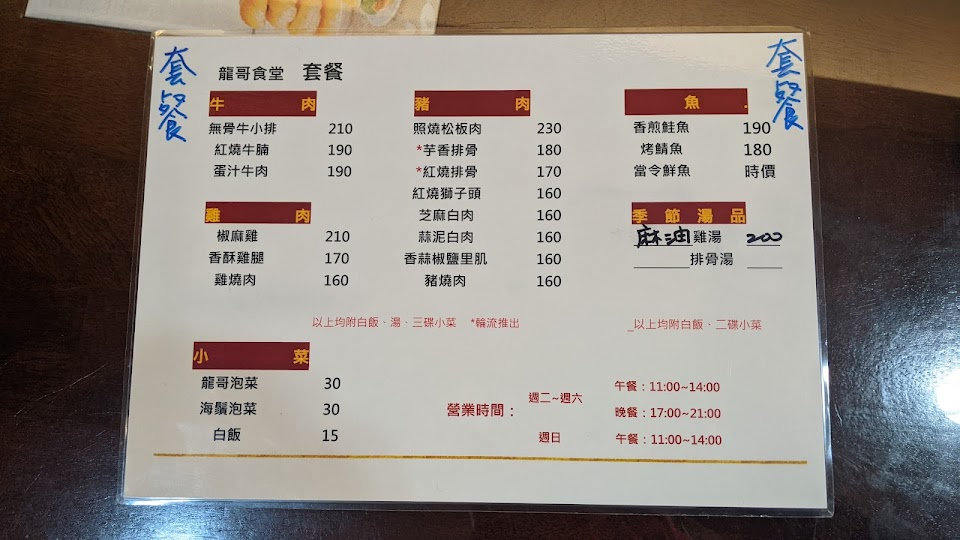 套餐
套餐
龍哥食堂 套餐
牛肉
無骨牛小排 210
紅燒牛腩 190
蛋汁牛肉 190
雞肉
椒麻雞 210
香酥雞腿 170
雞燒肉 160
豬肉
照燒松板肉 230
*芋香排骨 180
*紅燒排骨 170
紅燒獅子頭 160
芝麻白肉 160
蒜泥白肉 160
香蒜椒鹽里肌 160
豬燒肉 160
魚.
香煎鮭魚 190
烤鯖魚 180
當令鮮魚 時價
季節湯品
麻油雞湯 200
______排骨湯 ____
以上均附白飯、湯、三碟小菜 *輪流推出
_以上均附白飯、二碟小菜
小菜
龍哥泡菜 30
海鬚泡菜 30
白飯 15
營業時間：
週二~週六
午餐：11:00~14:00
晚餐：17:00~21:00
週日
午餐：11:00~14:00